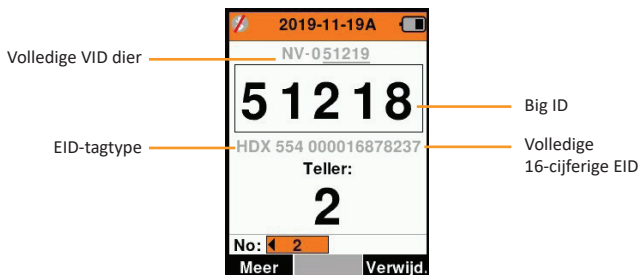 2019-11-19A
Volledige VID dier
NV-051219
51218
Big ID
EID-tagtype
HDX 554 000016878237
Volledige
16-cijferige EID
Teller:
2
No: 2
Meer
Verwijd.